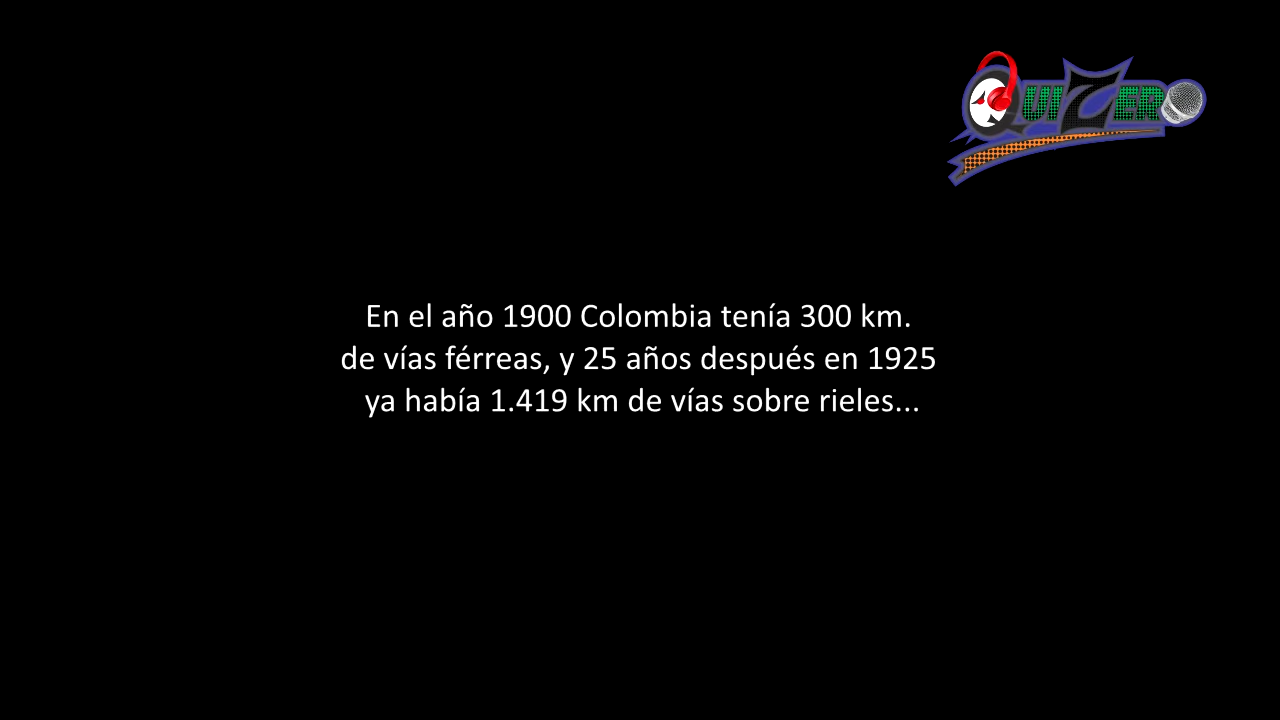 QUIZERO
En el año 1900 Colombia tenía 300 km.
de vías férreas, y 25 años después en 1925
ya había 1.419 km de vías sobre rieles...